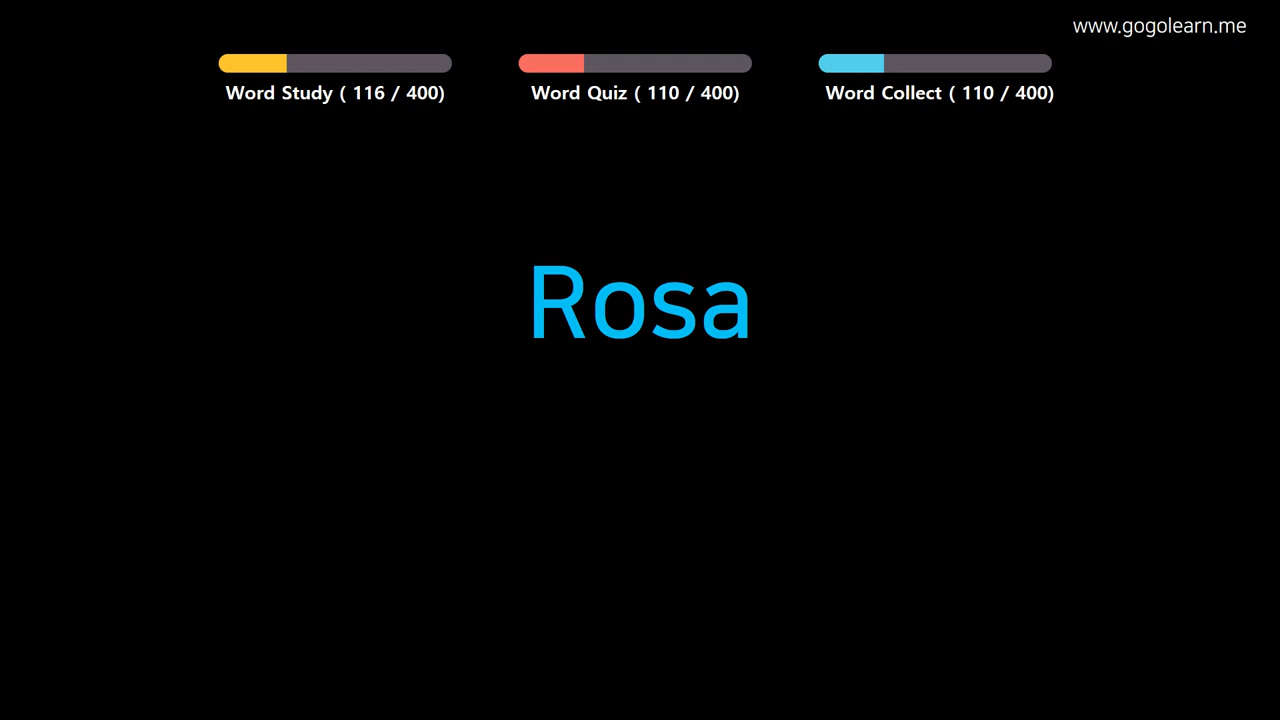 www.gogolearn.me
Word Study ( 116 / 400)
Word Quiz ( 110 / 400)
Word Collect ( 110 / 400)
Rosa